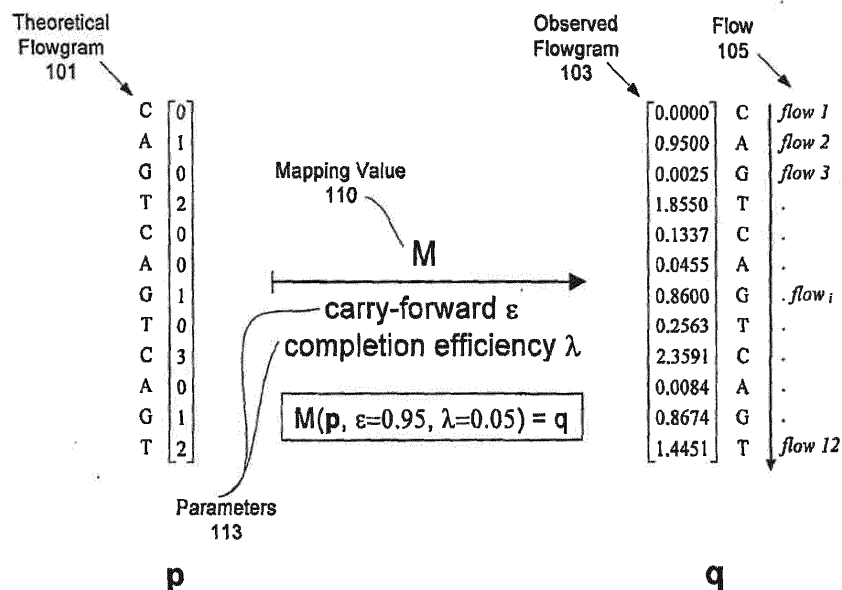 Theoretical
Flowgram
101
Observed
Flowgram
103
Flow
105
C 0 0.0000 C flow 1
A 1 0.9500 A flow 2
G 0 0.0025 G flow 3
T 2 1.8550 T .
C 0 0.1337 C .
A 0 0.0455 A .
G 1 0.8600 G . flow i
T 0 0.2563 T .
C 3 2.3591 C .
A 0 0.0084 A .
G 1 0.8674 G .
T 2 1.4451 T flow 12
Mapping Value
110
M
carry-forward ε
completion efficiency λ
M(p, ε=0.95, λ=0.05) = q
Parameters
113
p
q